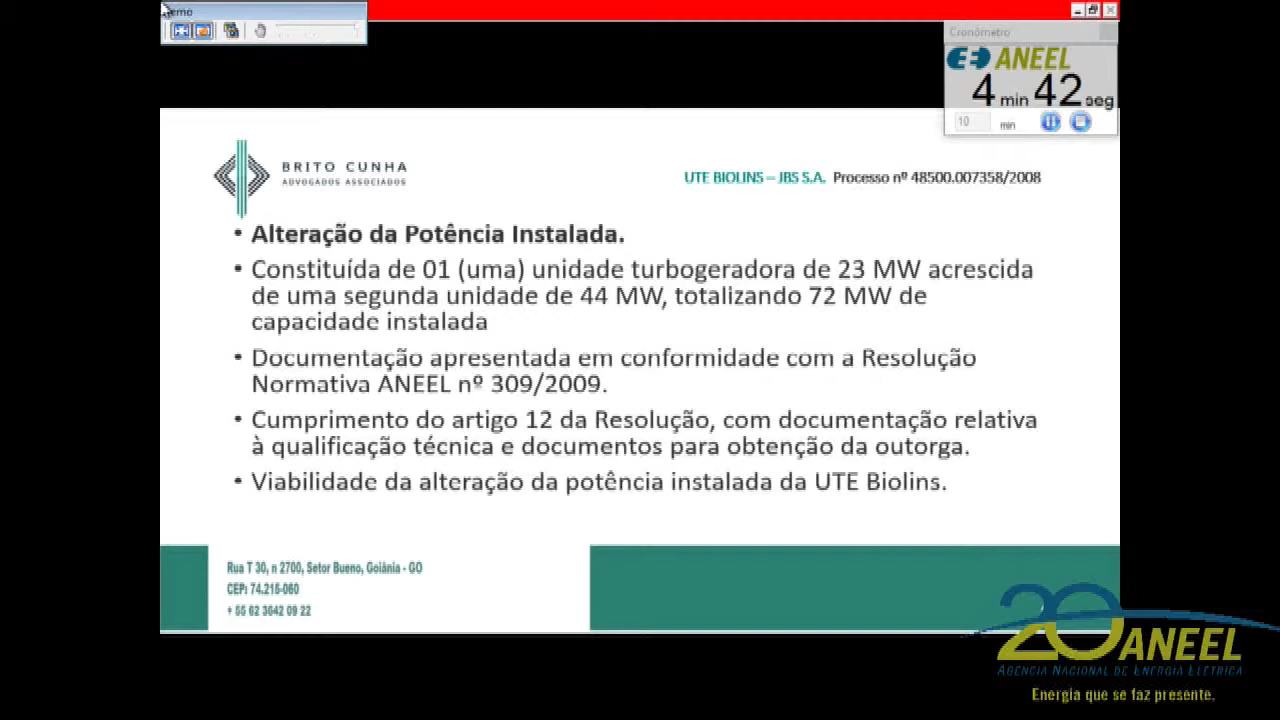 Cronômetro
ANEEL
4 min 42 seg
10 min
BRITO CUNHA
ADVOGADOS ASSOCIADOS
UTE BIOLINS – JBS S.A. Processo nº 48500.007358/2008
• Alteração da Potência Instalada.
• Constituída de 01 (uma) unidade turbogeradora de 23 MW acrescida
de uma segunda unidade de 44 MW, totalizando 72 MW de
capacidade instalada
• Documentação apresentada em conformidade com a Resolução
Normativa ANEEL nº 309/2009.
• Cumprimento do artigo 12 da Resolução, com documentação relativa
à qualificação técnica e documentos para obtenção da outorga.
• Viabilidade da alteração da potência instalada da UTE Biolins.
Rua T 30, n 2700, Setor Bueno, Goiânia - GO
CEP: 74.215-060
+ 55 62 3642 09 22
20 ANEEL
AGÊNCIA NACIONAL DE ENERGIA ELÉTRICA
Energia que se faz presente.